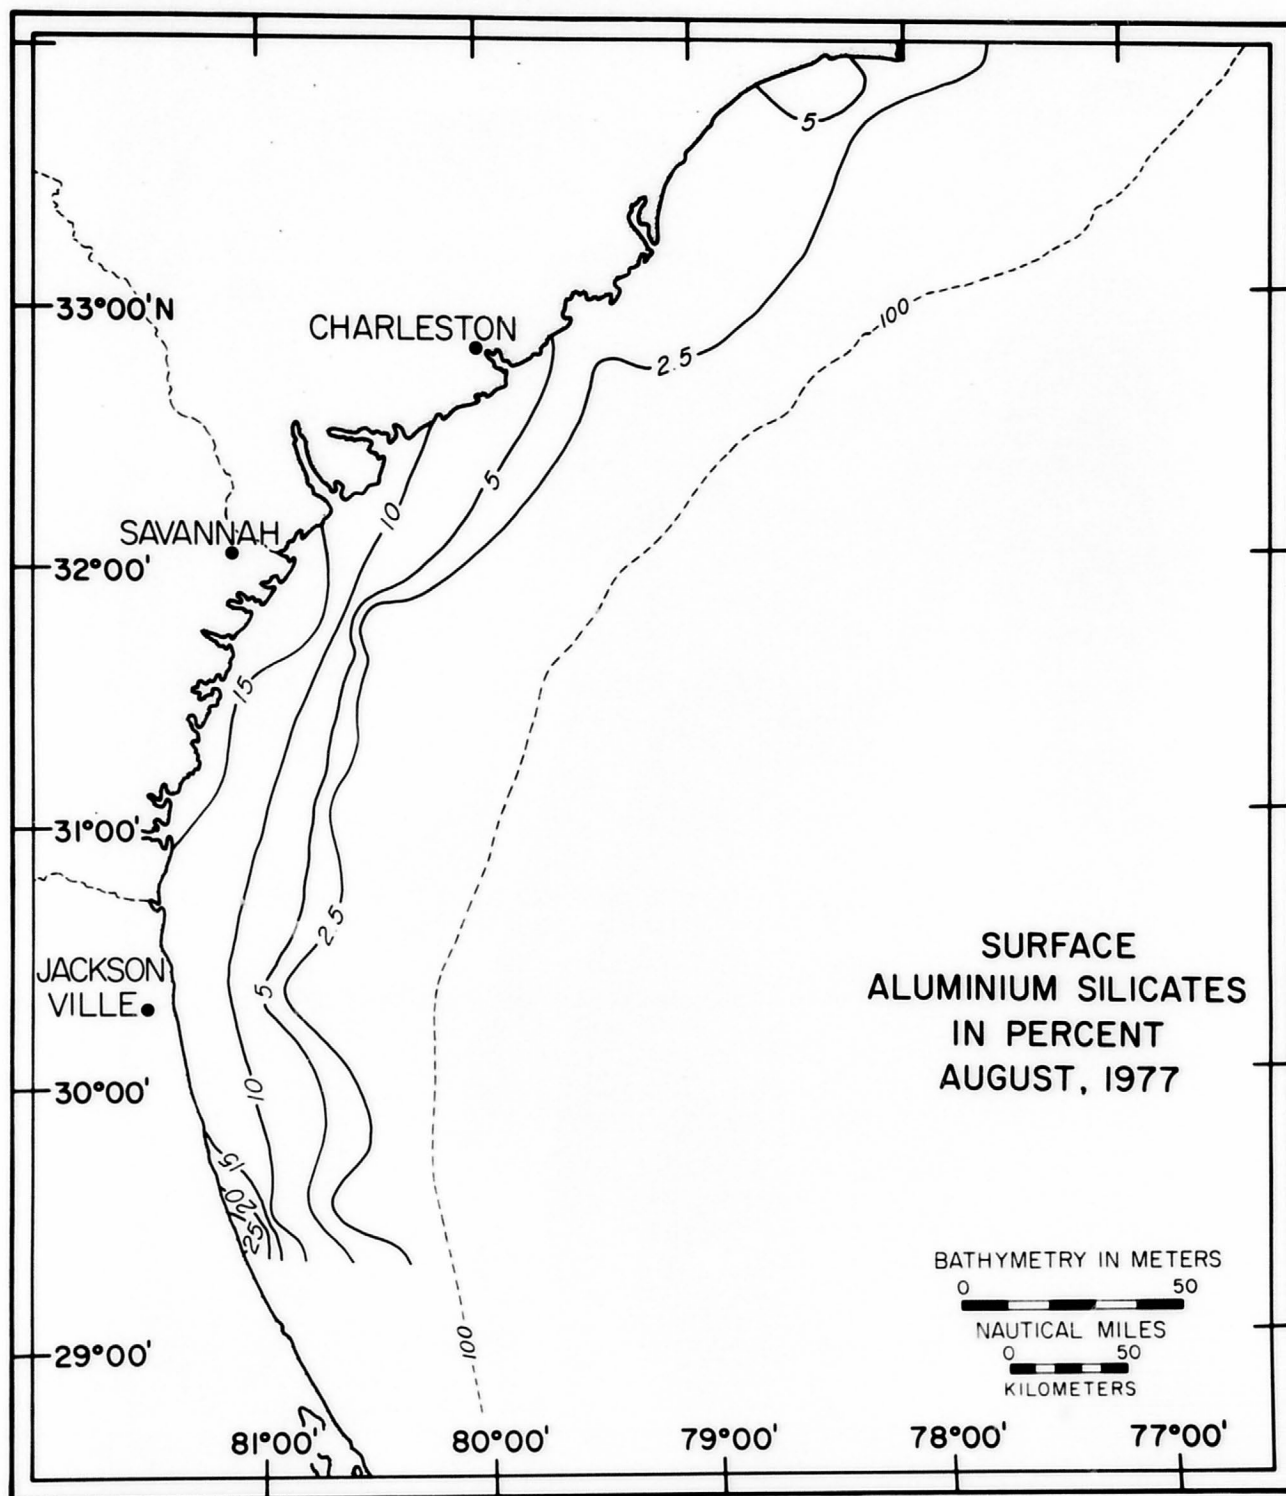 5
33°00'N
CHARLESTON
100
2.5
5
10
SAVANNAH
32°00'
15
31°00'
2.5
SURFACE
ALUMINIUM SILICATES
IN PERCENT
AUGUST, 1977
JACKSON
VILLE
5
30°00'
10
15
20
25
BATHYMETRY IN METERS
0 50
NAUTICAL MILES
0 50
KILOMETERS
29°00'
100
81°00' 80°00' 79°00' 78°00' 77°00'